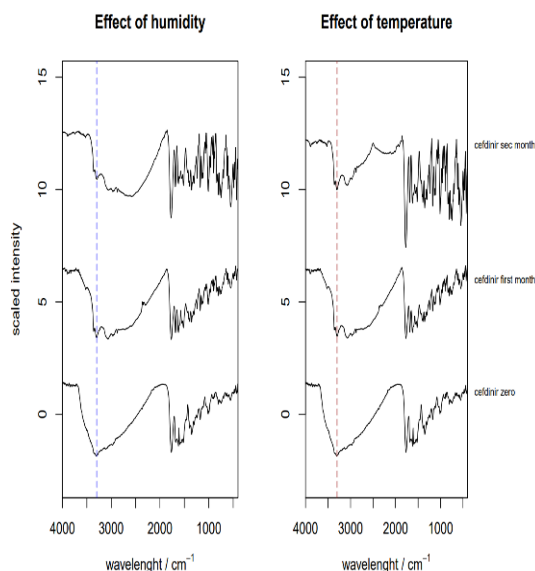 Effect of humidity
Effect of temperature
scaled intensity
15
10
5
0
15
10
5
0
cefdinir sec month
cefdinir first month
cefdinir zero
4000 3000 2000 1000
4000 3000 2000 1000
wavelenght / cm⁻¹
wavelenght / cm⁻¹